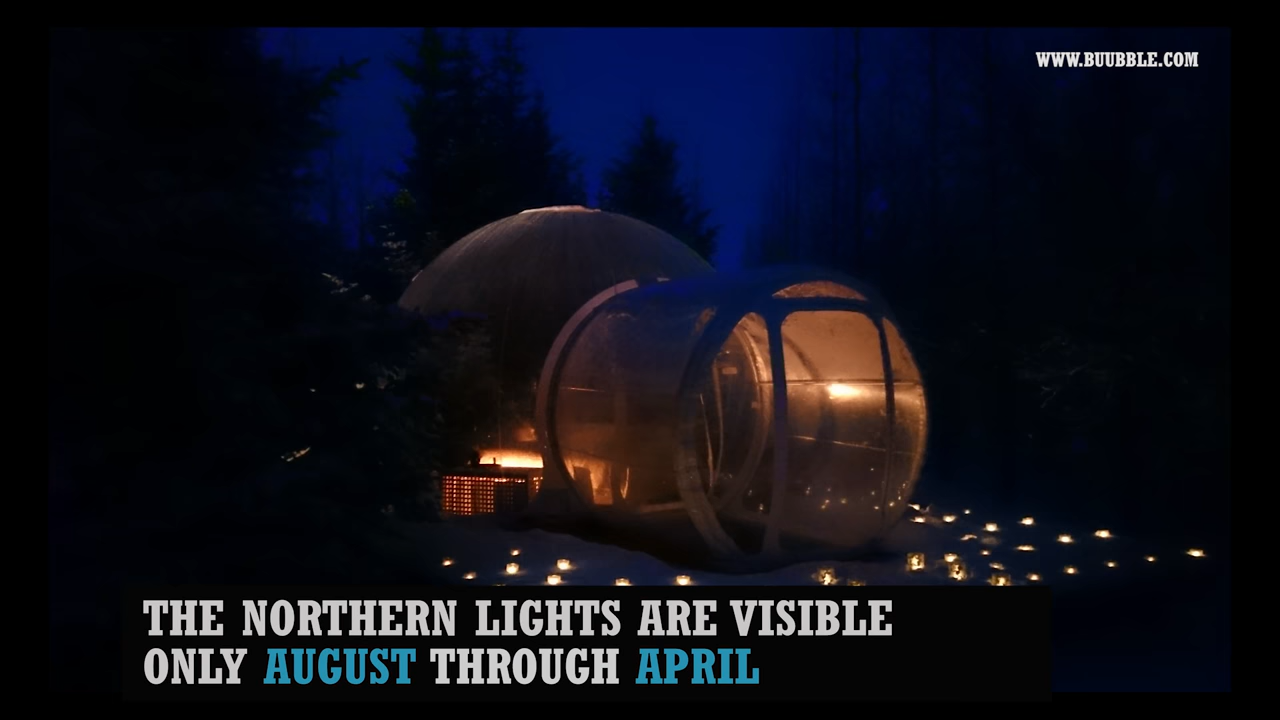 WWW.BUUBBLE.COM
THE NORTHERN LIGHTS ARE VISIBLE
ONLY AUGUST THROUGH APRIL